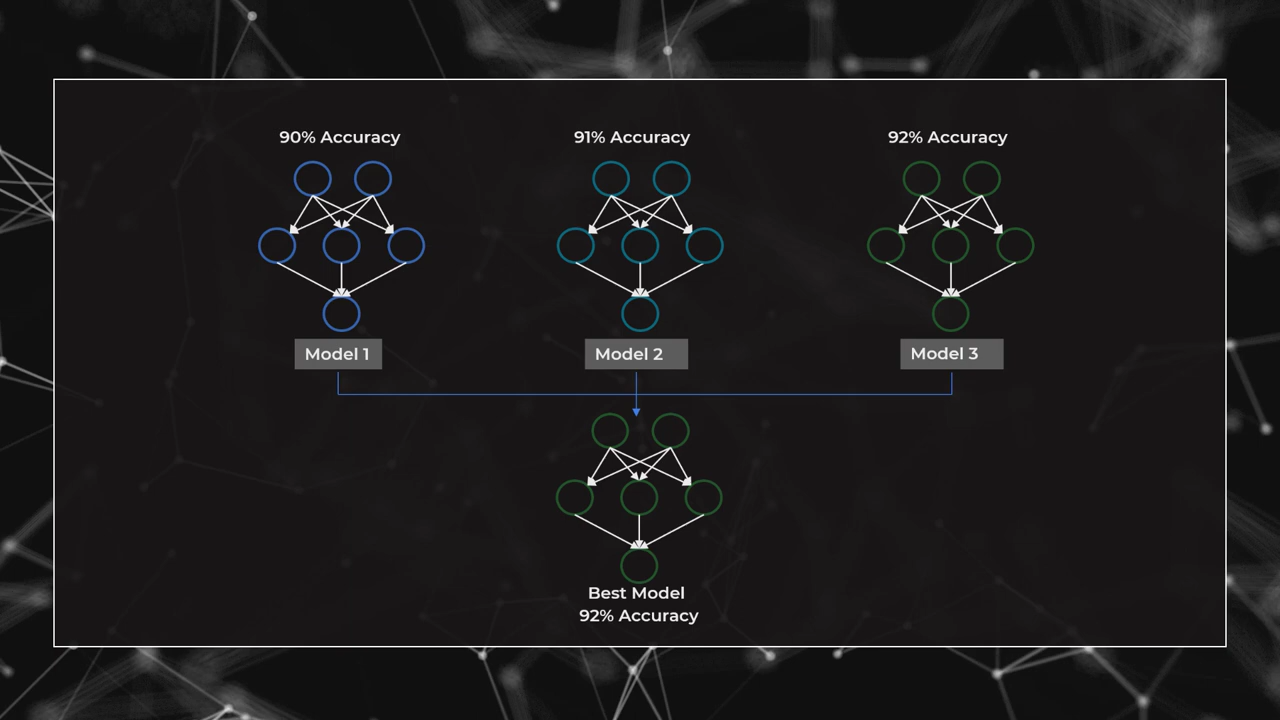 90% Accuracy
91% Accuracy
92% Accuracy
Model 1
Model 2
Model 3
Best Model
92% Accuracy